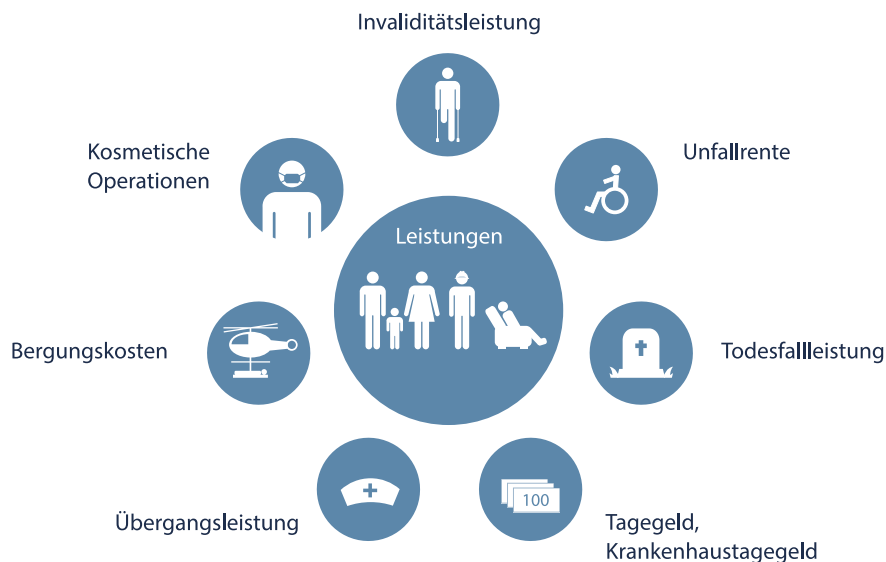 Invaliditätsleistung
Kosmetische
Operationen
Unfallrente
Leistungen
Bergungskosten
Todesfallleistung
Übergangsleistung
100
Tagegeld,
Krankenhaustagegeld